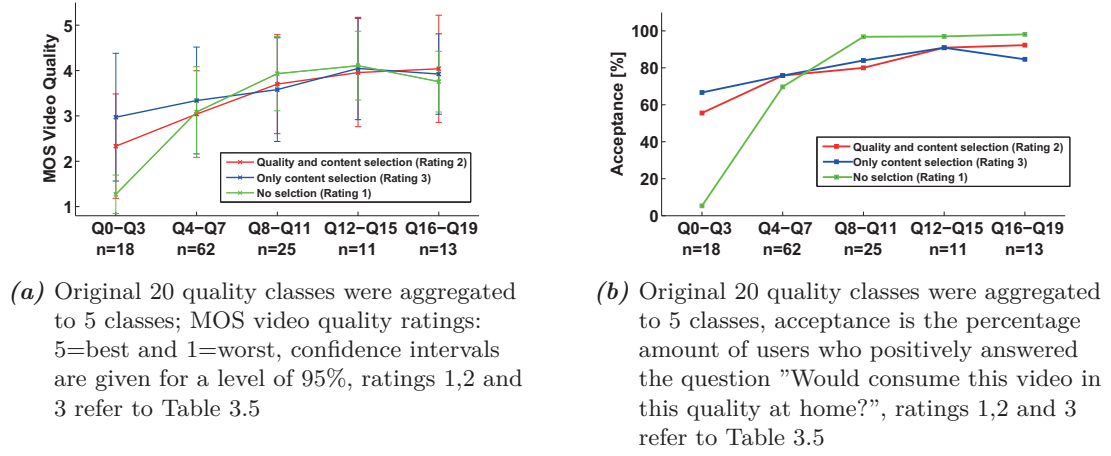 5
4
3
2
1
MOS Video Quality
Quality and content selection (Rating 2)
Only content selection (Rating 3)
No selction (Rating 1)
Q0−Q3 Q4−Q7 Q8−Q11 Q12−Q15 Q16−Q19
n=18 n=62 n=25 n=11 n=13
(a) Original 20 quality classes were aggregated
to 5 classes; MOS video quality ratings:
5=best and 1=worst, confidence intervals
are given for a level of 95%, ratings 1,2 and
3 refer to Table 3.5
100
80
60
40
20
0
Acceptance [%]
Quality and content selection (Rating 2)
Only content selection (Rating 3)
No selction (Rating 1)
Q0−Q3 Q4−Q7 Q8−Q11 Q12−Q15 Q16−Q19
n=18 n=62 n=25 n=11 n=13
(b) Original 20 quality classes were aggregated
to 5 classes, acceptance is the percentage
amount of users who positively answered
the question ”Would consume this video in
this quality at home?”, ratings 1,2 and 3
refer to Table 3.5